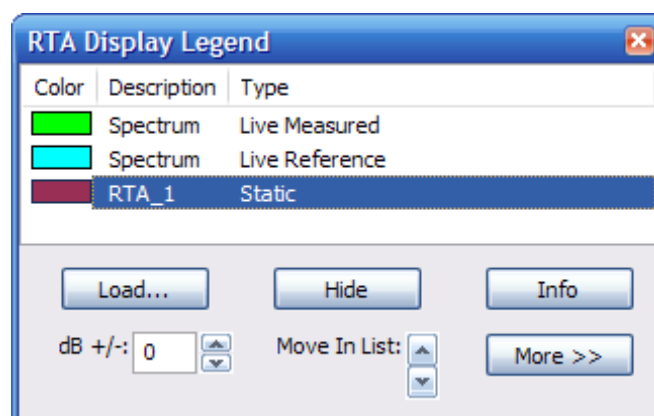 RTA Display Legend
Color Description Type
Spectrum Live Measured
Spectrum Live Reference
RTA_1 Static
Load... Hide Info
dB +/-: 0 Move In List: More >>